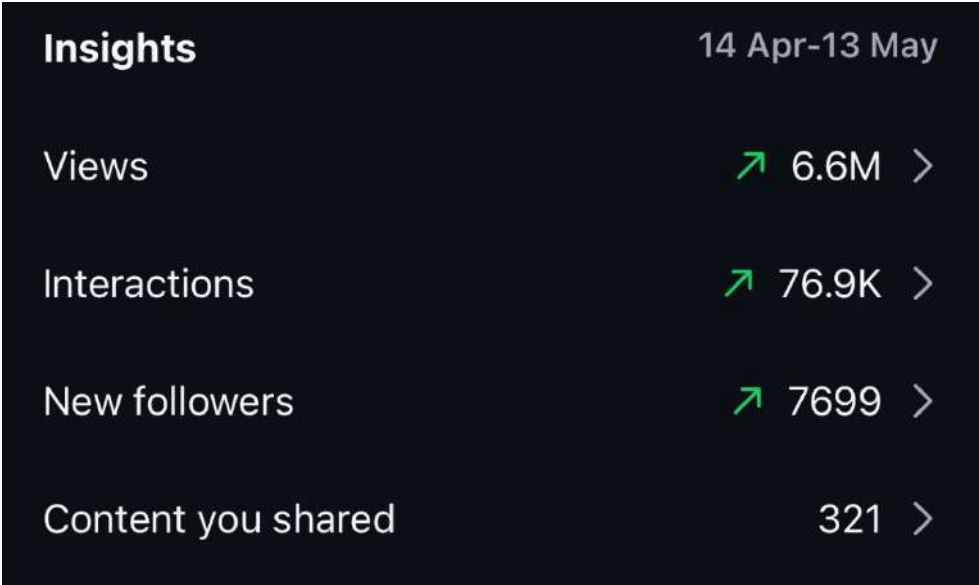 Insights 14 Apr-13 May
Views 6.6M
Interactions 76.9K
New followers 7699
Content you shared 321